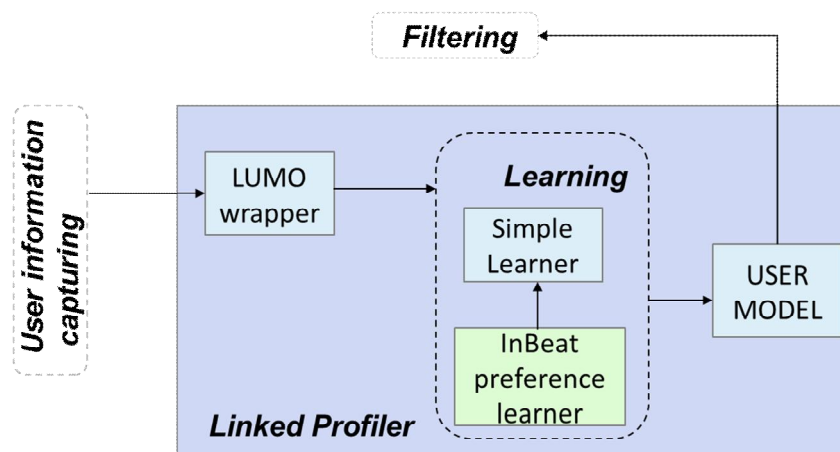 Filtering
User information
capturing
LUMO
wrapper
Learning
Simple
Learner
InBeat
preference
learner
USER
MODEL
Linked Profiler